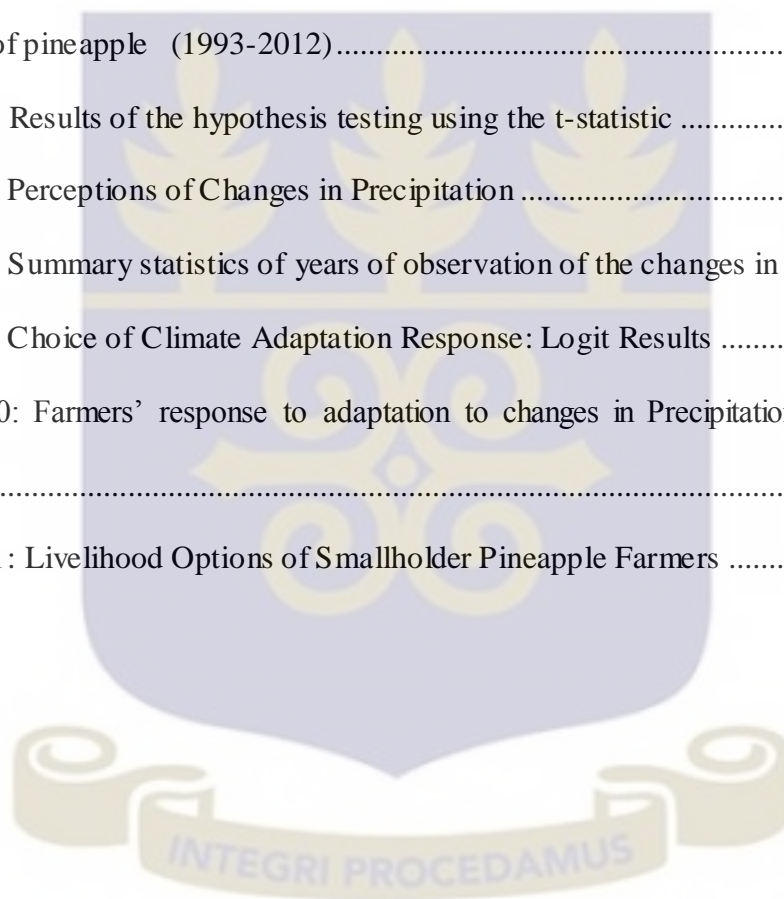 of pineapple (1993-2012)....................................................................
Results of the hypothesis testing using the t-statistic .............
Perceptions of Changes in Precipitation .................................
Summary statistics of years of observation of the changes in
Choice of Climate Adaptation Response: Logit Results ........
0: Farmers’ response to adaptation to changes in Precipitation
.....................................................................................................
: Livelihood Options of Smallholder Pineapple Farmers .......
INTEGRI PROCEDAMUS